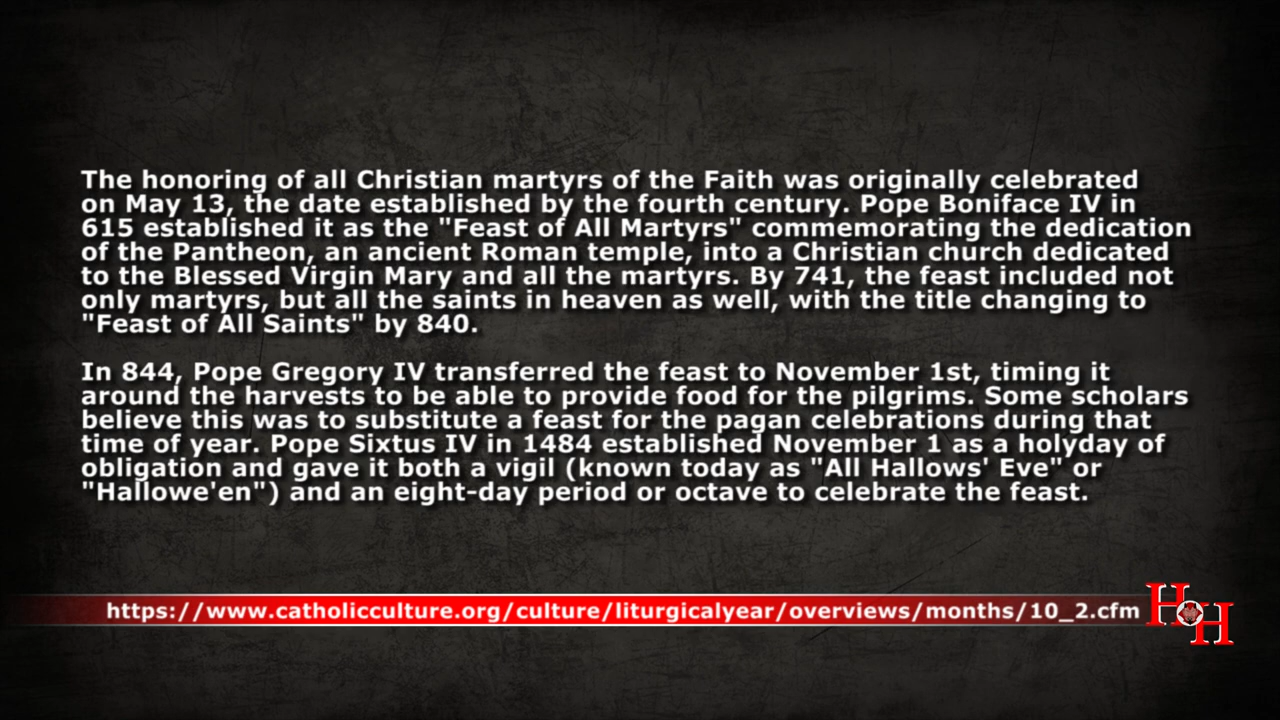 The honoring of all Christian martyrs of the Faith was originally celebrated
on May 13, the date established by the fourth century. Pope Boniface IV in
615 established it as the "Feast of All Martyrs" commemorating the dedication
of the Pantheon, an ancient Roman temple, into a Christian church dedicated
to the Blessed Virgin Mary and all the martyrs. By 741, the feast included not
only martyrs, but all the saints in heaven as well, with the title changing to
"Feast of All Saints" by 840.
In 844, Pope Gregory IV transferred the feast to November 1st, timing it
around the harvests to be able to provide food for the pilgrims. Some scholars
believe this was to substitute a feast for the pagan celebrations during that
time of year. Pope Sixtus IV in 1484 established November 1 as a holyday of
obligation and gave it both a vigil (known today as "All Hallows' Eve" or
"Hallowe'en") and an eight-day period or octave to celebrate the feast.
https://www.catholicculture.org/culture/liturgicalyear/overviews/months/10_2.cfm
HoH